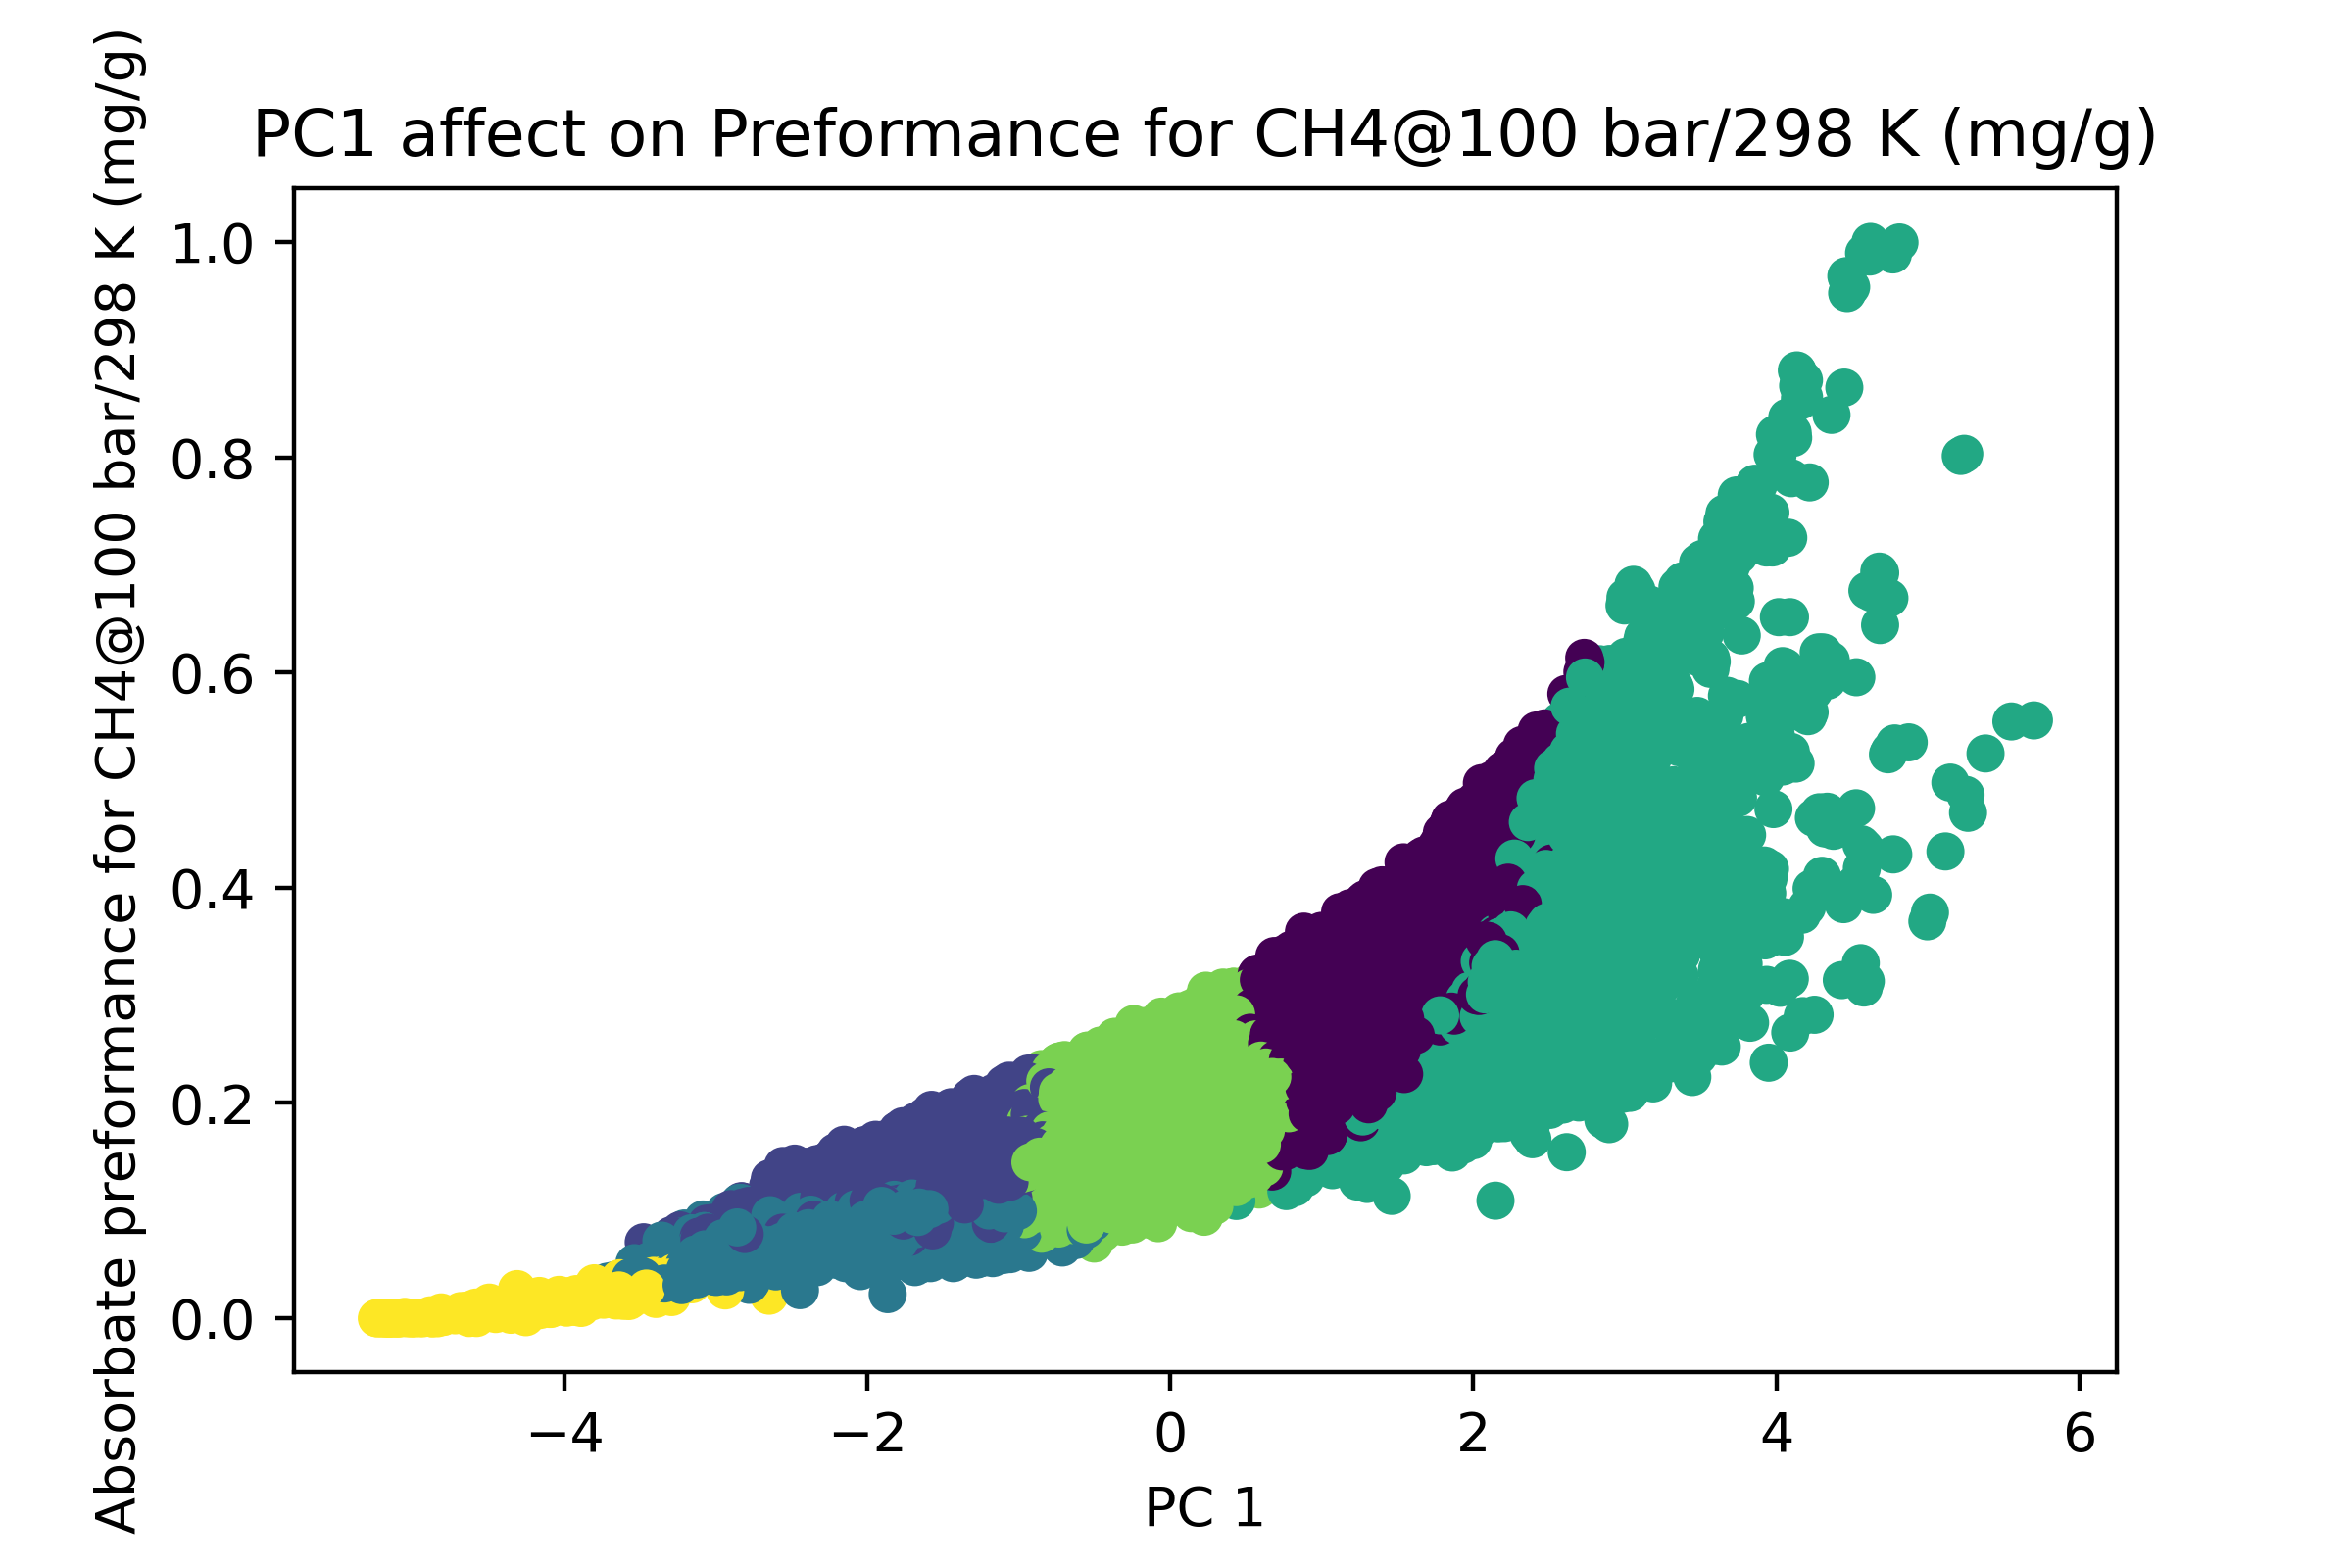 PC1 affect on Preformance for CH4@100 bar/298 K (mg/g)
Absorbate preformance for CH4@100 bar/298 K (mg/g)
1.0
0.8
0.6
0.4
0.2
0.0
−4 −2 0 2 4 6
PC 1